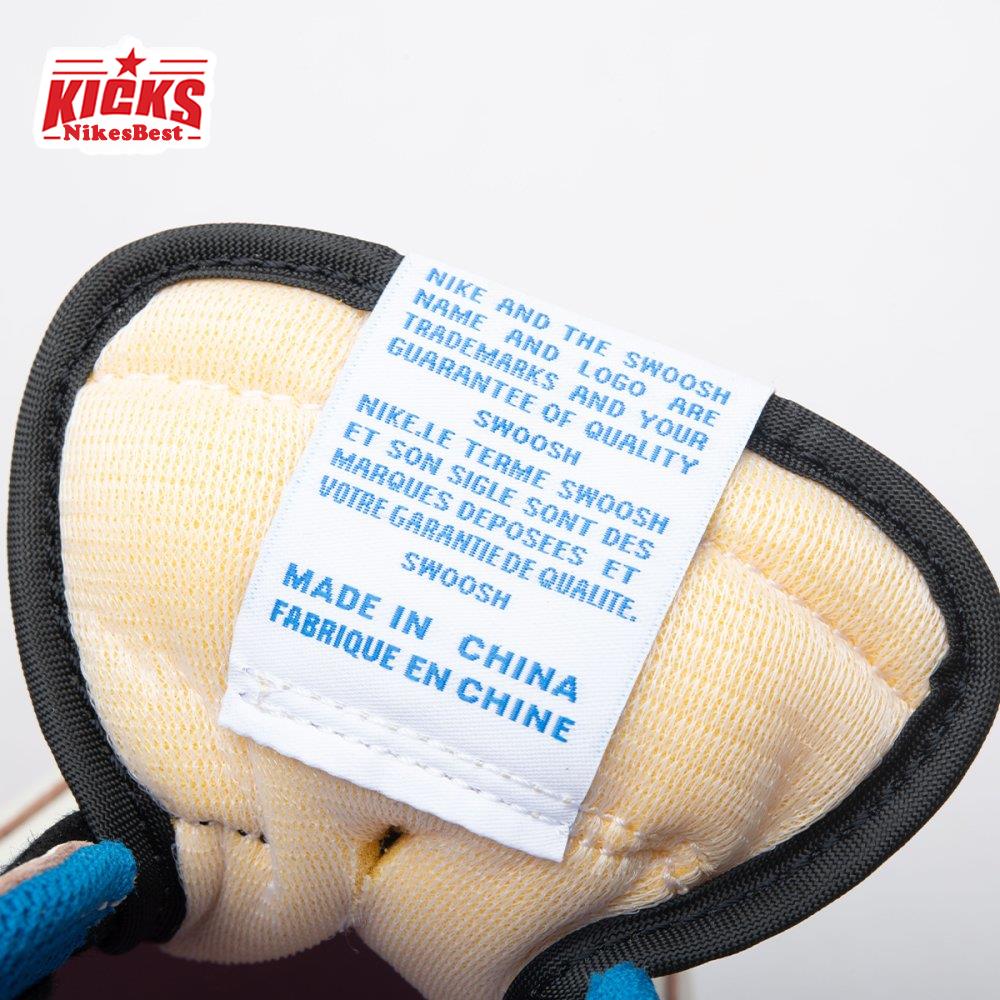 KICKS
NikesBest
NIKE AND THE SWOOSH
NAME AND LOGO ARE
TRADEMARKS AND YOUR
GUARANTEE OF QUALITY
SWOOSH
NIKE.LE TERME SWOOSH
ET SON SIGLE SONT DES
MARQUES DEPOSEES ET
VOTRE GARANTIE DE QUALITE.
SWOOSH
MADE IN CHINA
FABRIQUE EN CHINE